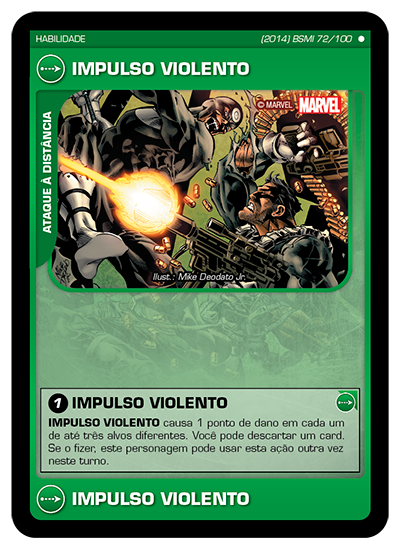 HABILIDADE
(2014) BSMI 72/100
IMPULSO VIOLENTO
ATAQUE À DISTÂNCIA
© MARVEL MARVEL
Ilust.: Mike Deodato Jr.
1 IMPULSO VIOLENTO
IMPULSO VIOLENTO causa 1 ponto de dano em cada um
de até três alvos diferentes. Você pode descartar um card.
Se o fizer, este personagem pode usar esta ação outra vez
neste turno.
IMPULSO VIOLENTO